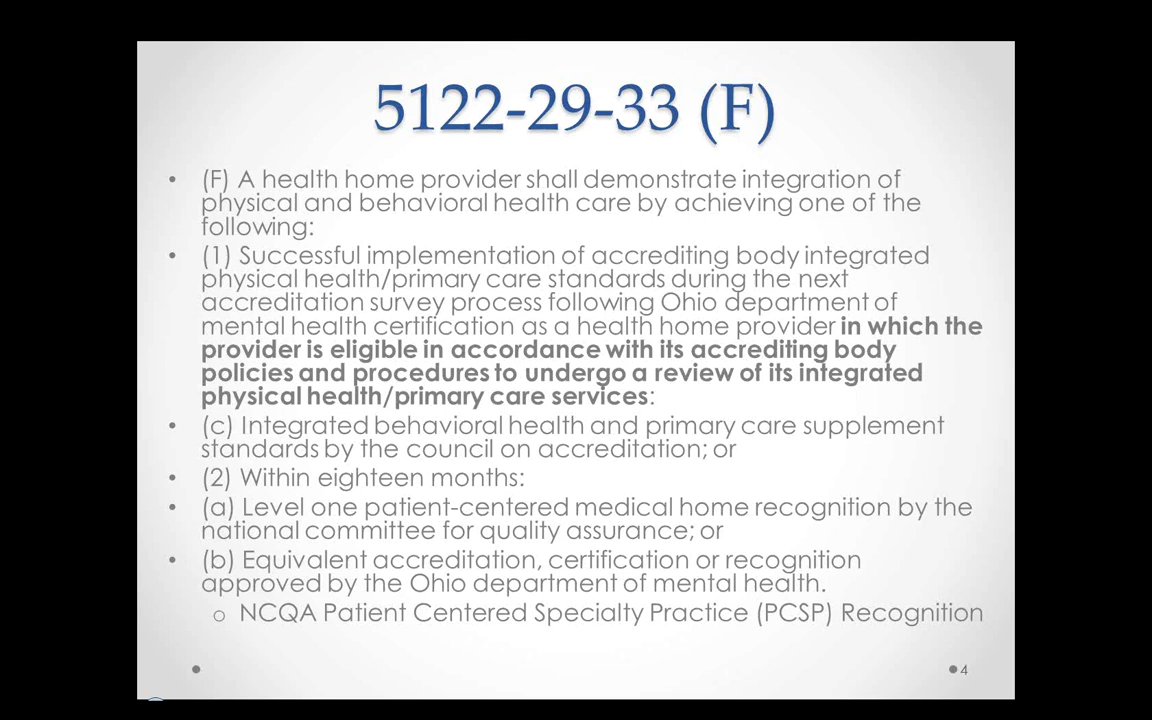 5122-29-33 (F)
• (F) A health home provider shall demonstrate integration of
physical and behavioral health care by achieving one of the
following:
• (1) Successful implementation of accrediting body integrated
physical health/primary care standards during the next
accreditation survey process following Ohio department of
mental health certification as a health home provider in which the
provider is eligible in accordance with its accrediting body
policies and procedures to undergo a review of its integrated
physical health/primary care services:
• (c) Integrated behavioral health and primary care supplement
standards by the council on accreditation; or
• (2) Within eighteen months:
• (a) Level one patient-centered medical home recognition by the
national committee for quality assurance; or
• (b) Equivalent accreditation, certification or recognition
approved by the Ohio department of mental health.
o NCQA Patient Centered Specialty Practice (PCSP) Recognition
4